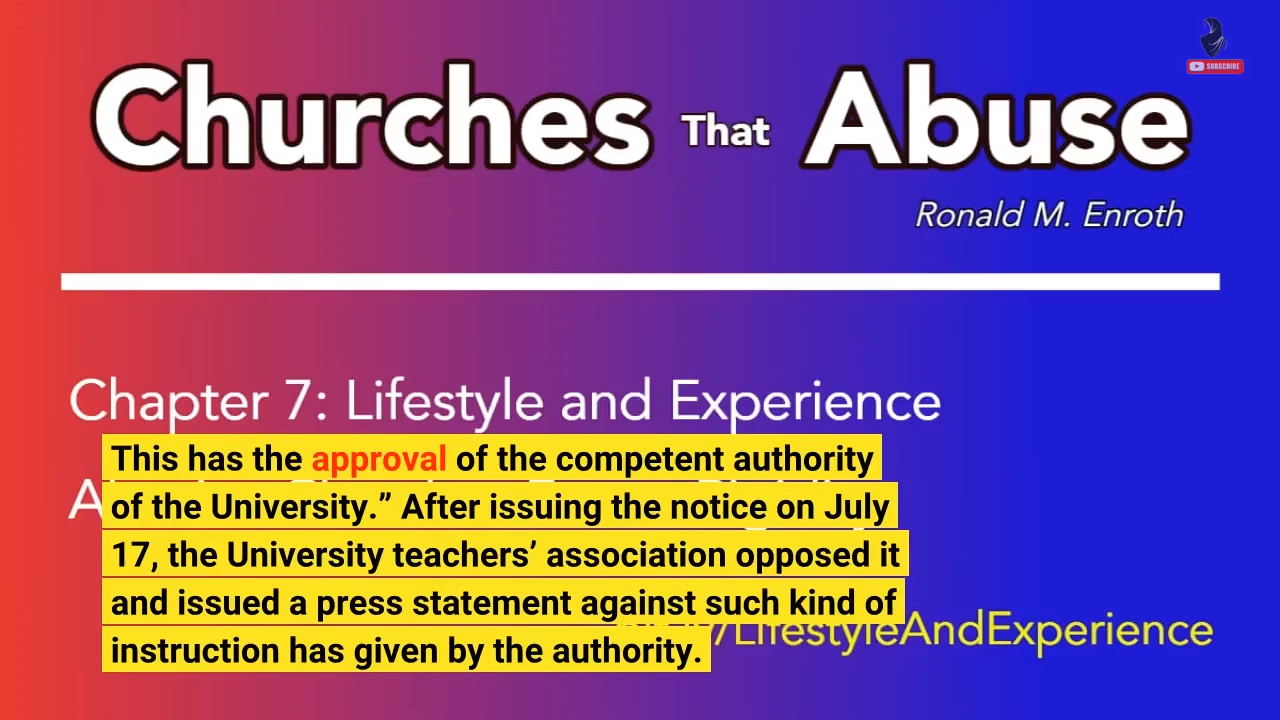 SUBSCRIBE
Churches That Abuse
Ronald M. Enroth
Chapter 7: Lifestyle and Experience
This has the approval of the competent authority
of the University.” After issuing the notice on July
17, the University teachers’ association opposed it
and issued a press statement against such kind of
/LifestyleAndExperience
instruction has given by the authority.